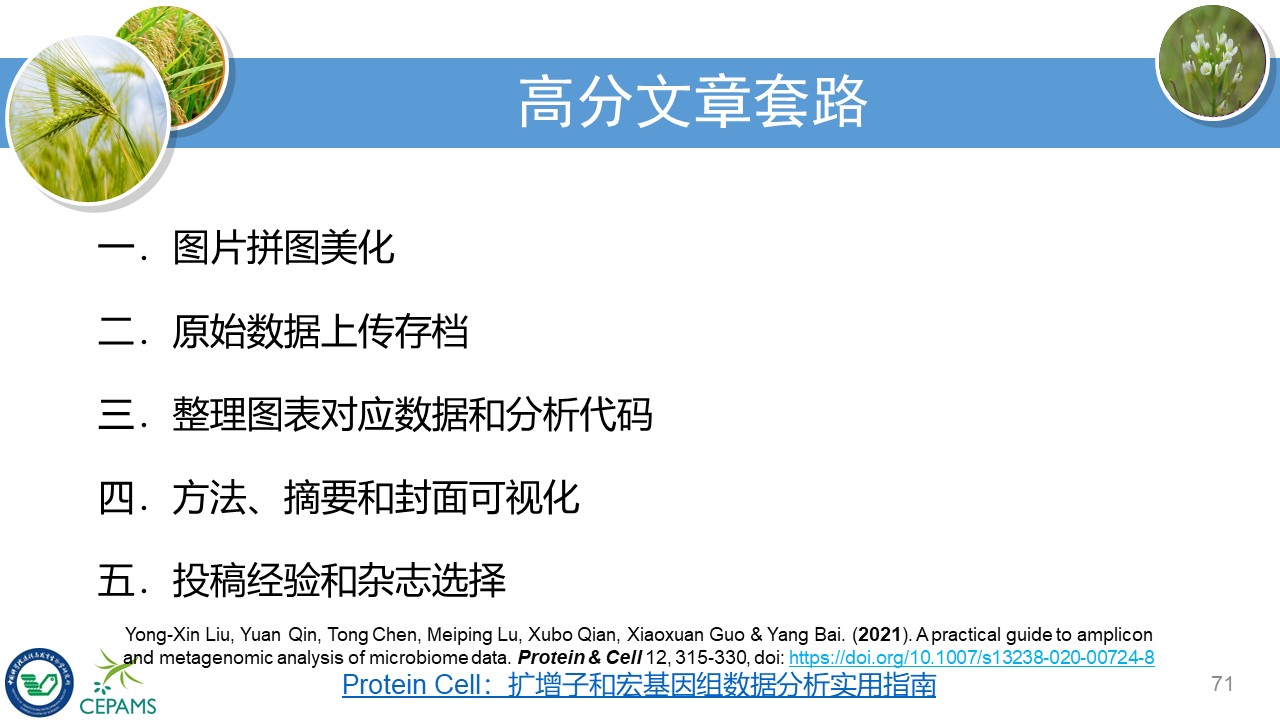 高分文章套路
一．图片拼图美化
二．原始数据上传存档
三．整理图表对应数据和分析代码
四．方法、摘要和封面可视化
五．投稿经验和杂志选择
Yong-Xin Liu, Yuan Qin, Tong Chen, Meiping Lu, Xubo Qian, Xiaoxuan Guo & Yang Bai. (2021). A practical guide to amplicon
and metagenomic analysis of microbiome data. Protein & Cell 12, 315-330, doi: https://doi.org/10.1007/s13238-020-00724-8
Protein Cell：扩增子和宏基因组数据分析实用指南
CEPAMS
71